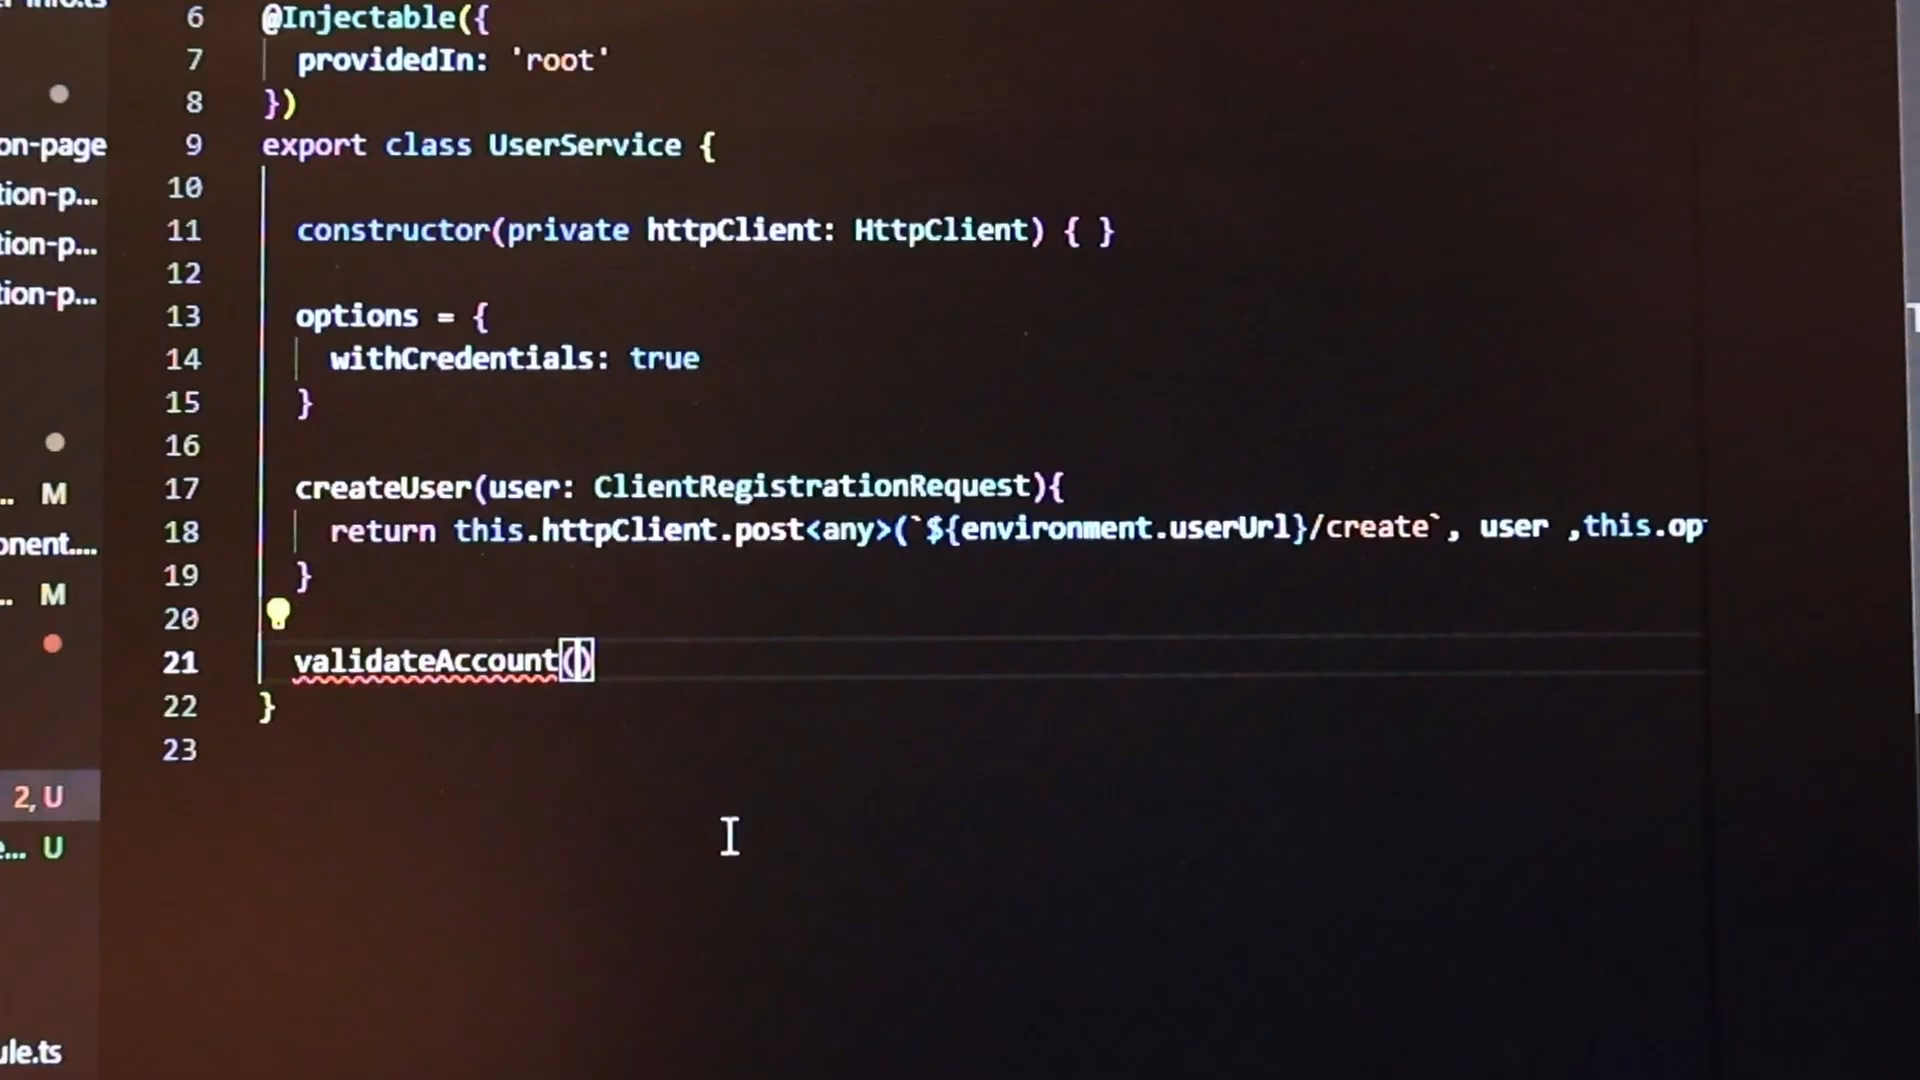 6 @Injectable({
7 providedIn: 'root'
8 })
on-page 9 export class UserService {
tion-p... 10
11 constructor(private httpClient: HttpClient) { }
tion-p...
12
tion-p...
13 options = {
14 withCredentials: true
15 }
16
.. M 17 createUser(user: ClientRegistrationRequest){
18 return this.httpClient.post<any>(`${environment.userUrl}/create`, user ,this.op
onent....
19 }
.. M
20
21 validateAccount()
22 }
23
2, U
e... U
ule.ts